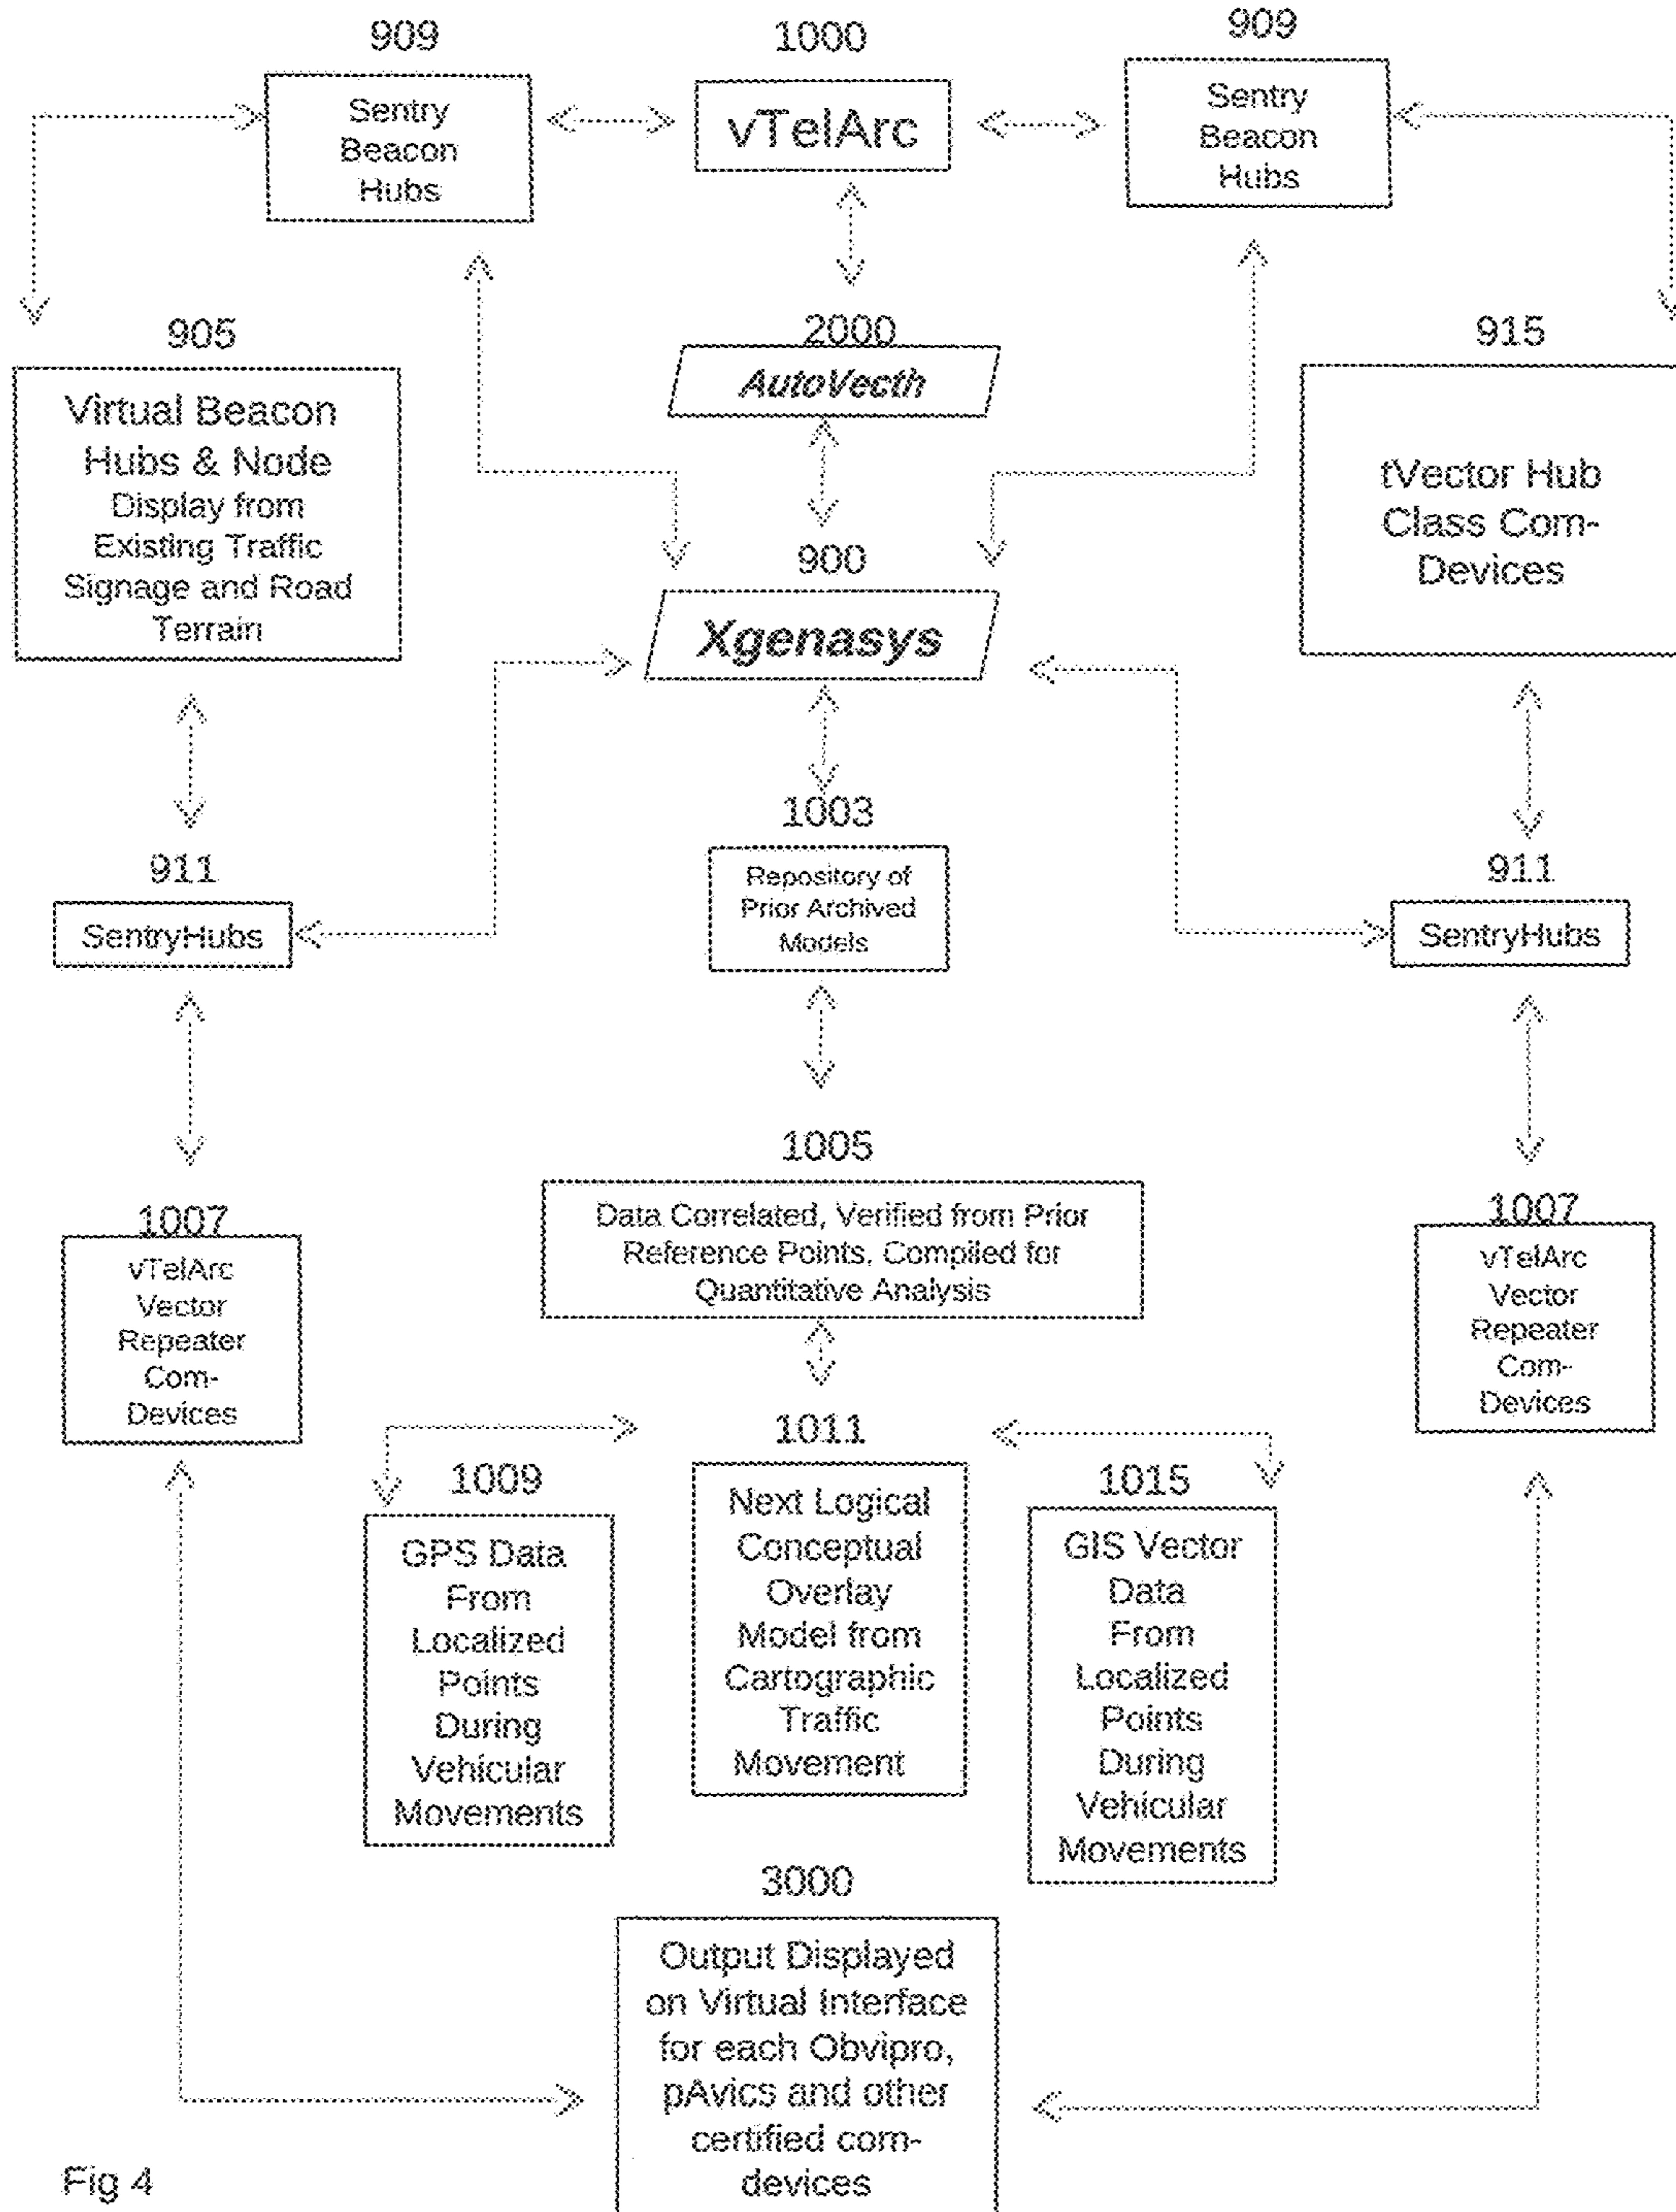 909
1000
909
Sentry
Beacon
Hubs
vTelArc
Sentry
Beacon
Hubs
905
2000
915
AutoVecth
Virtual Beacon
Hubs & Node
Display from
Existing Traffic
Signage and Road
Terrain
tVector Hub
Class Com-
Devices
900
Xgenasys
911
1003
911
SentryHubs
Repository of
Prior Archived
Models
SentryHubs
1005
Data Correlated, Verified from Prior
Reference Points, Compiled for
Quantitative Analysis
1007
vTelArc
Vector
Repeater
Com-
Devices
1007
vTelArc
Vector
Repeater
Com-
Devices
1009
GPS Data
From
Localized
Points
During
Vehicular
Movements
1011
Next Logical
Conceptual
Overlay
Model from
Cartographic
Traffic
Movement
1015
GIS Vector
Data
From
Localized
Points
During
Vehicular
Movements
3000
Output Displayed
on Virtual Interface
for each Obvipro,
pAvics and other
certified com-
devices
Fig 4